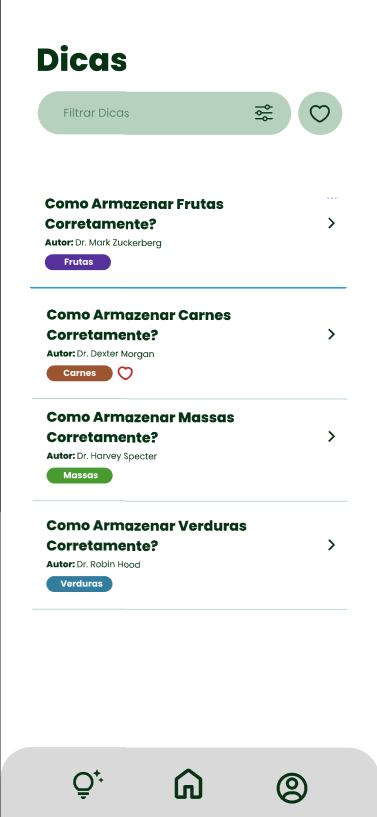 Dicas
Filtrar Dicas
Como Armazenar Frutas
Corretamente?
Autor: Dr. Mark Zuckerberg
Frutas
Como Armazenar Carnes
Corretamente?
Autor: Dr. Dexter Morgan
Carnes
Como Armazenar Massas
Corretamente?
Autor: Dr. Harvey Specter
Massas
Como Armazenar Verduras
Corretamente?
Autor: Dr. Robin Hood
Verduras